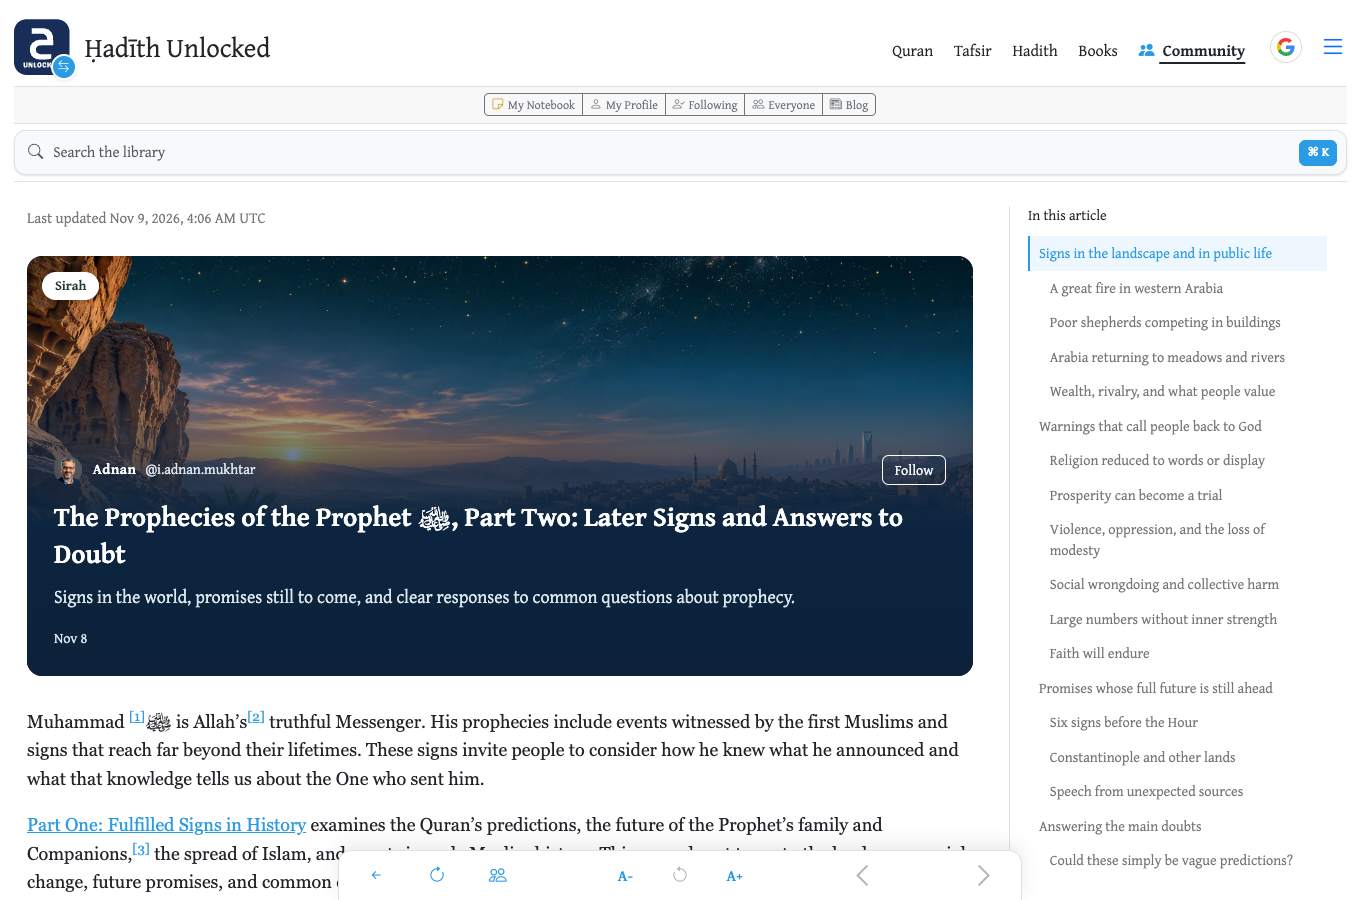 UNLOCK
Ḥadīth Unlocked
Quran Tafsir Hadith Books Community
My Notebook My Profile Following Everyone Blog
Search the library
⌘ K
Last updated Nov 9, 2026, 4:06 AM UTC
Sirah
Adnan @i.adnan.mukhtar
Follow
The Prophecies of the Prophet ﷺ, Part Two: Later Signs and Answers to
Doubt
Signs in the world, promises still to come, and clear responses to common questions about prophecy.
Nov 8
Muhammad [1]ﷺ is Allah’s[2] truthful Messenger. His prophecies include events witnessed by the first Muslims and
signs that reach far beyond their lifetimes. These signs invite people to consider how he knew what he announced and
what that knowledge tells us about the One who sent him.
Part One: Fulfilled Signs in History examines the Quran’s predictions, the future of the Prophet’s family and
Companions,[3] the spread of Islam, and
change, future promises, and common
A- A+
In this article
Signs in the landscape and in public life
A great fire in western Arabia
Poor shepherds competing in buildings
Arabia returning to meadows and rivers
Wealth, rivalry, and what people value
Warnings that call people back to God
Religion reduced to words or display
Prosperity can become a trial
Violence, oppression, and the loss of
modesty
Social wrongdoing and collective harm
Large numbers without inner strength
Faith will endure
Promises whose full future is still ahead
Six signs before the Hour
Constantinople and other lands
Speech from unexpected sources
Answering the main doubts
Could these simply be vague predictions?